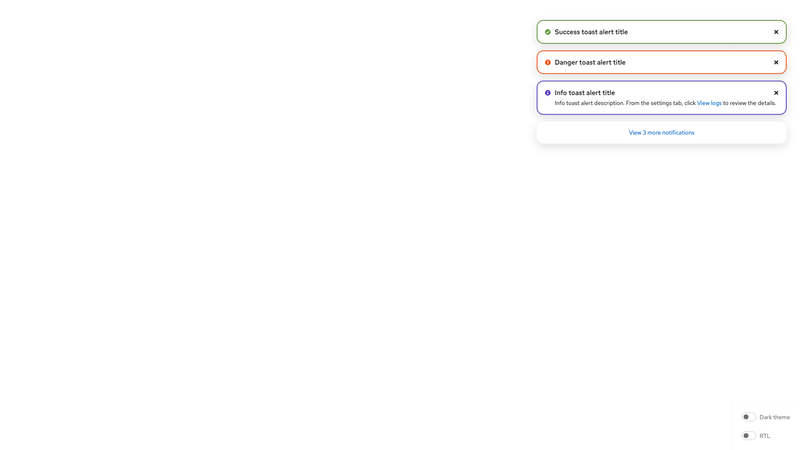 Success toast alert title
Danger toast alert title
Info toast alert title
Info toast alert description. From the settings tab, click View logs to review the details.
View 3 more notifications
Dark theme
RTL